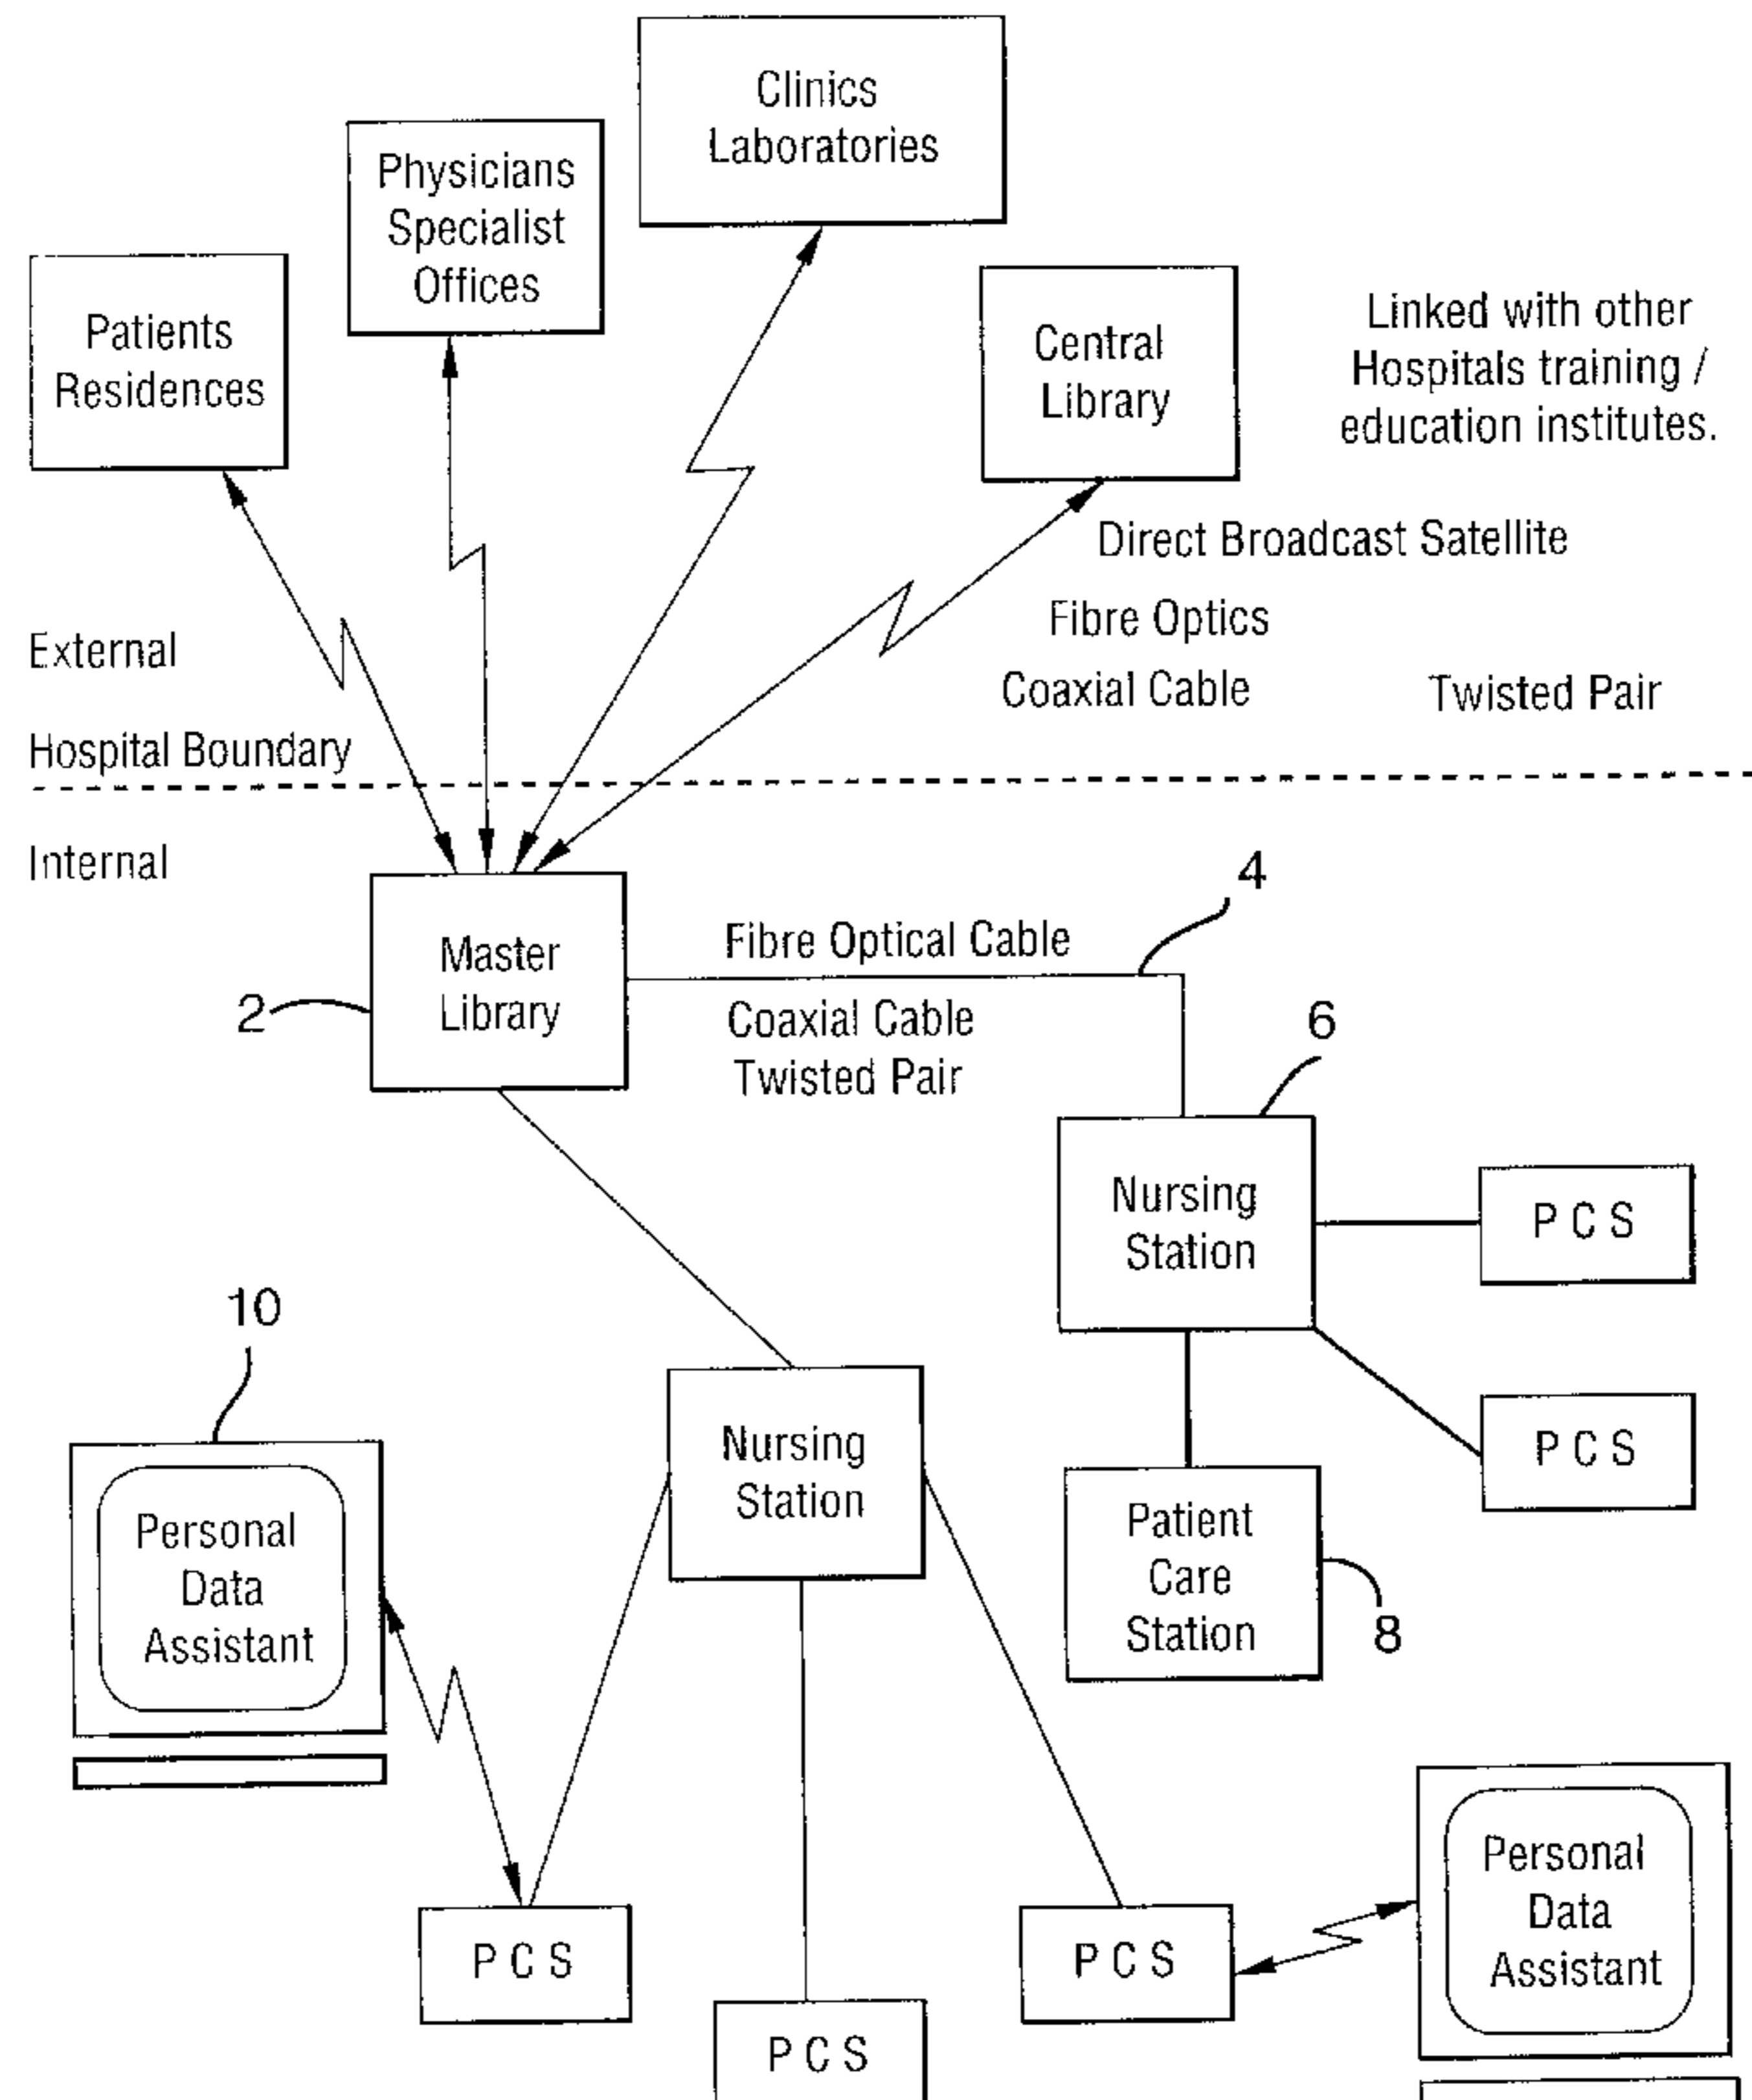 Clinics
Laboratories
Physicians
Specialist
Offices
Patients
Residences
Central
Library
Linked with other
Hospitals training /
education institutes.
Direct Broadcast Satellite
Fibre Optics
External
Coaxial Cable
Twisted Pair
Hospital Boundary
Internal
4
Master
Library
2
Fibre Optical Cable
Coaxial Cable
Twisted Pair
6
Nursing
Station
P C S
10
P C S
Nursing
Station
Patient
Care
Station
8
Personal
Data
Assistant
Personal
Data
Assistant
P C S
P C S
P C S